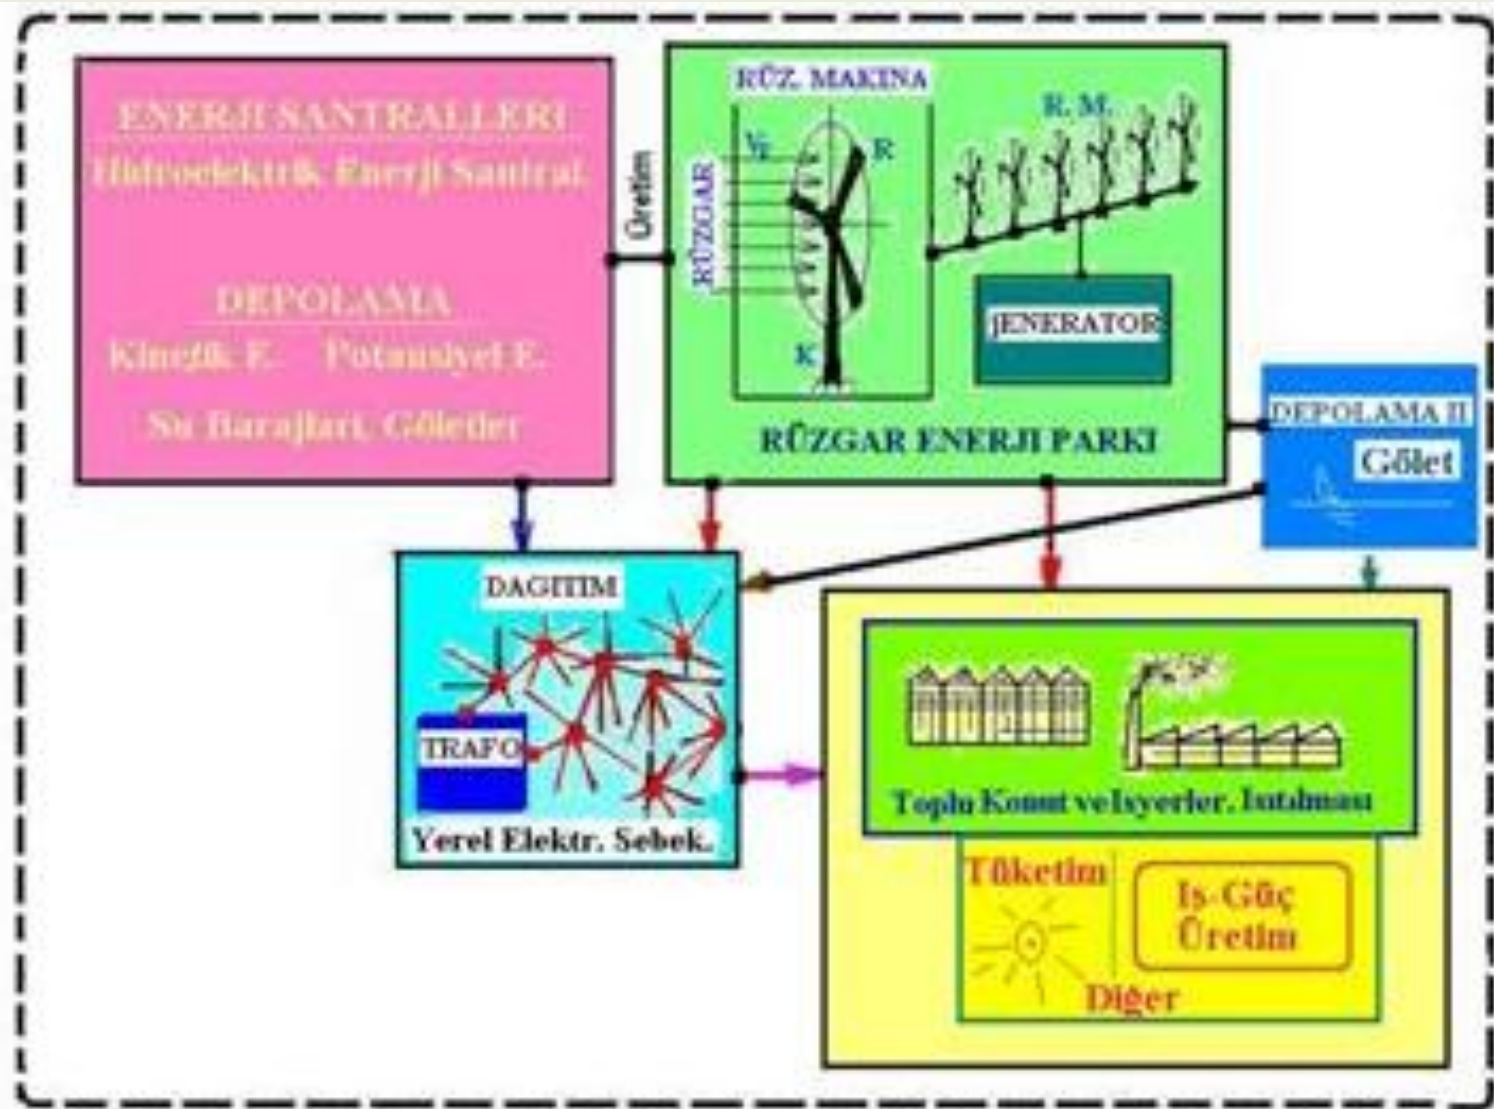 ENERJI SANTRALLERI
Hidroelektrik Enerji Santral.
DEPOLAMA
Kinetik E. Potansiyel E.
Su Barajlari, Göletler
Üretim
RÜZ. MAKINA
RÜZGAR
R
K
R. M.
jENERATOR
RÜZGAR ENERJI PARKI
DEPOLAMA II
Gölet
DAGITIM
TRAFO
Yerel Elektr. Sebek.
Toplu Konut ve Isyerler. Isıtılması
Tüketim
Is-Güç
Üretim
Diğer